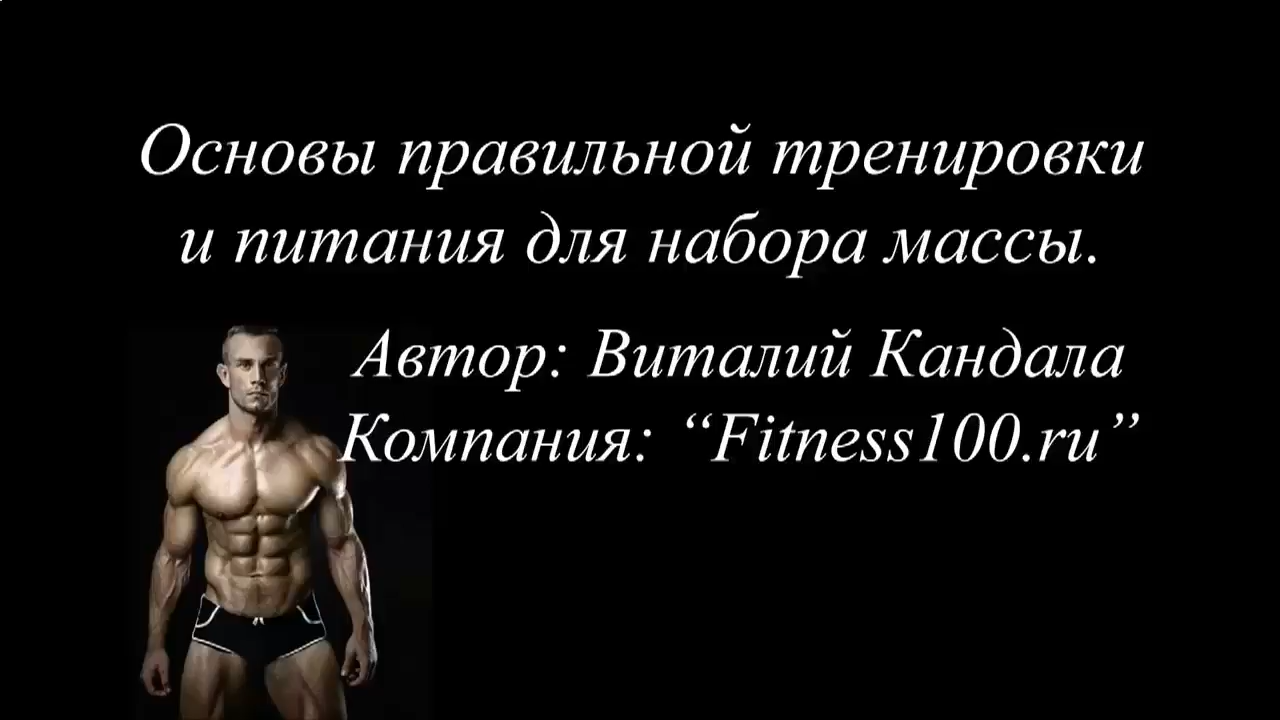 Основы правильной тренировки
и питания для набора массы.
Автор: Виталий Кандала
Компания: “Fitness100.ru”